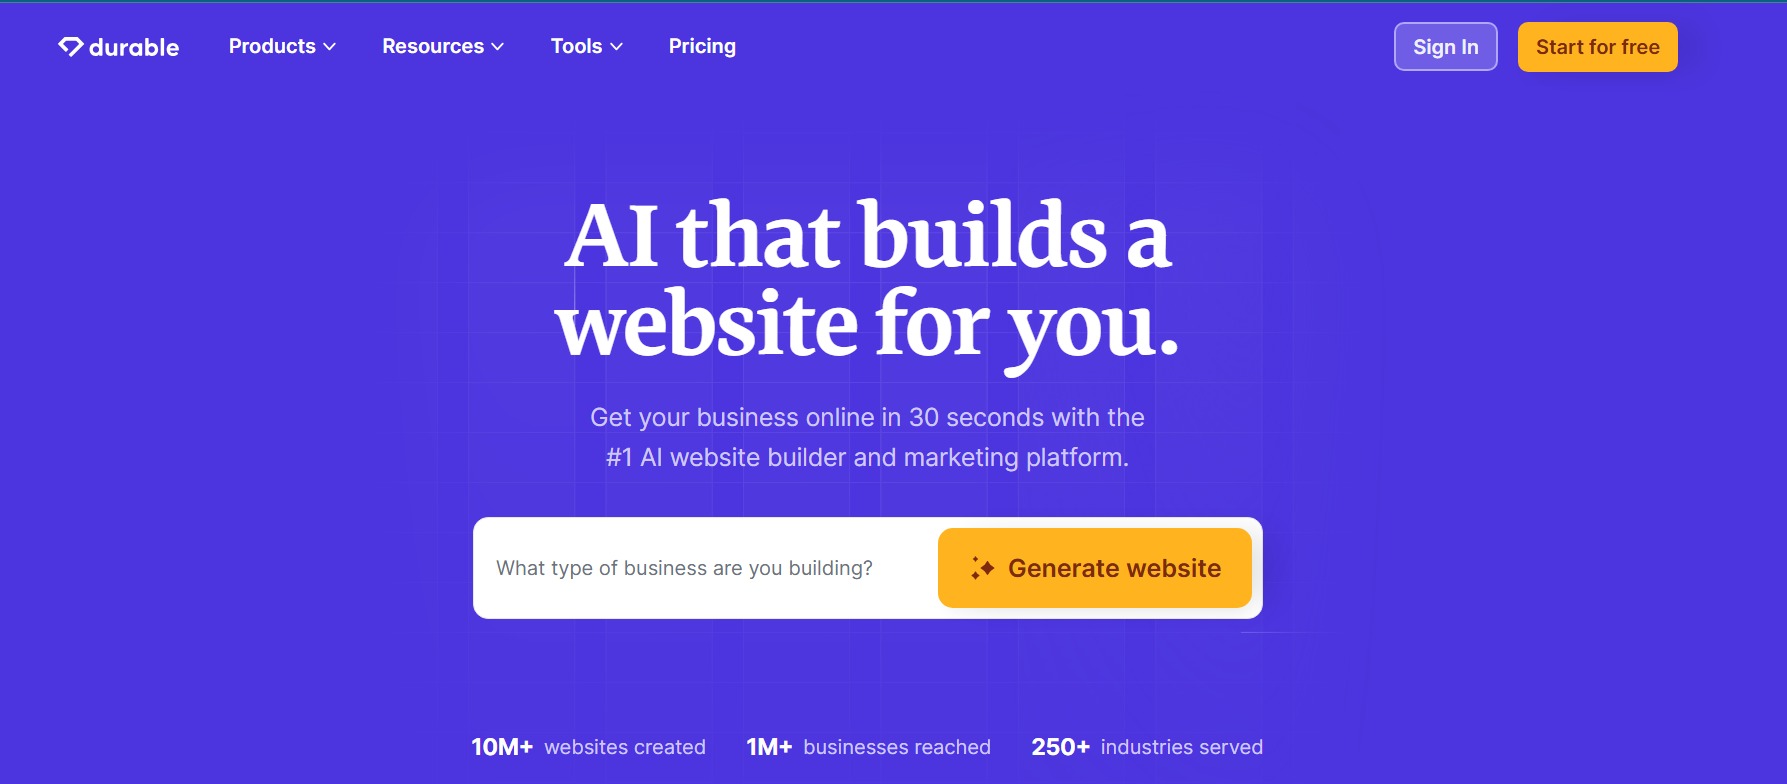 durable
Products
Resources
Tools
Pricing
Sign In
Start for free
AI that builds a
website for you.
Get your business online in 30 seconds with the
#1 AI website builder and marketing platform.
What type of business are you building?
Generate website
10M+ websites created
1M+ businesses reached
250+ industries served